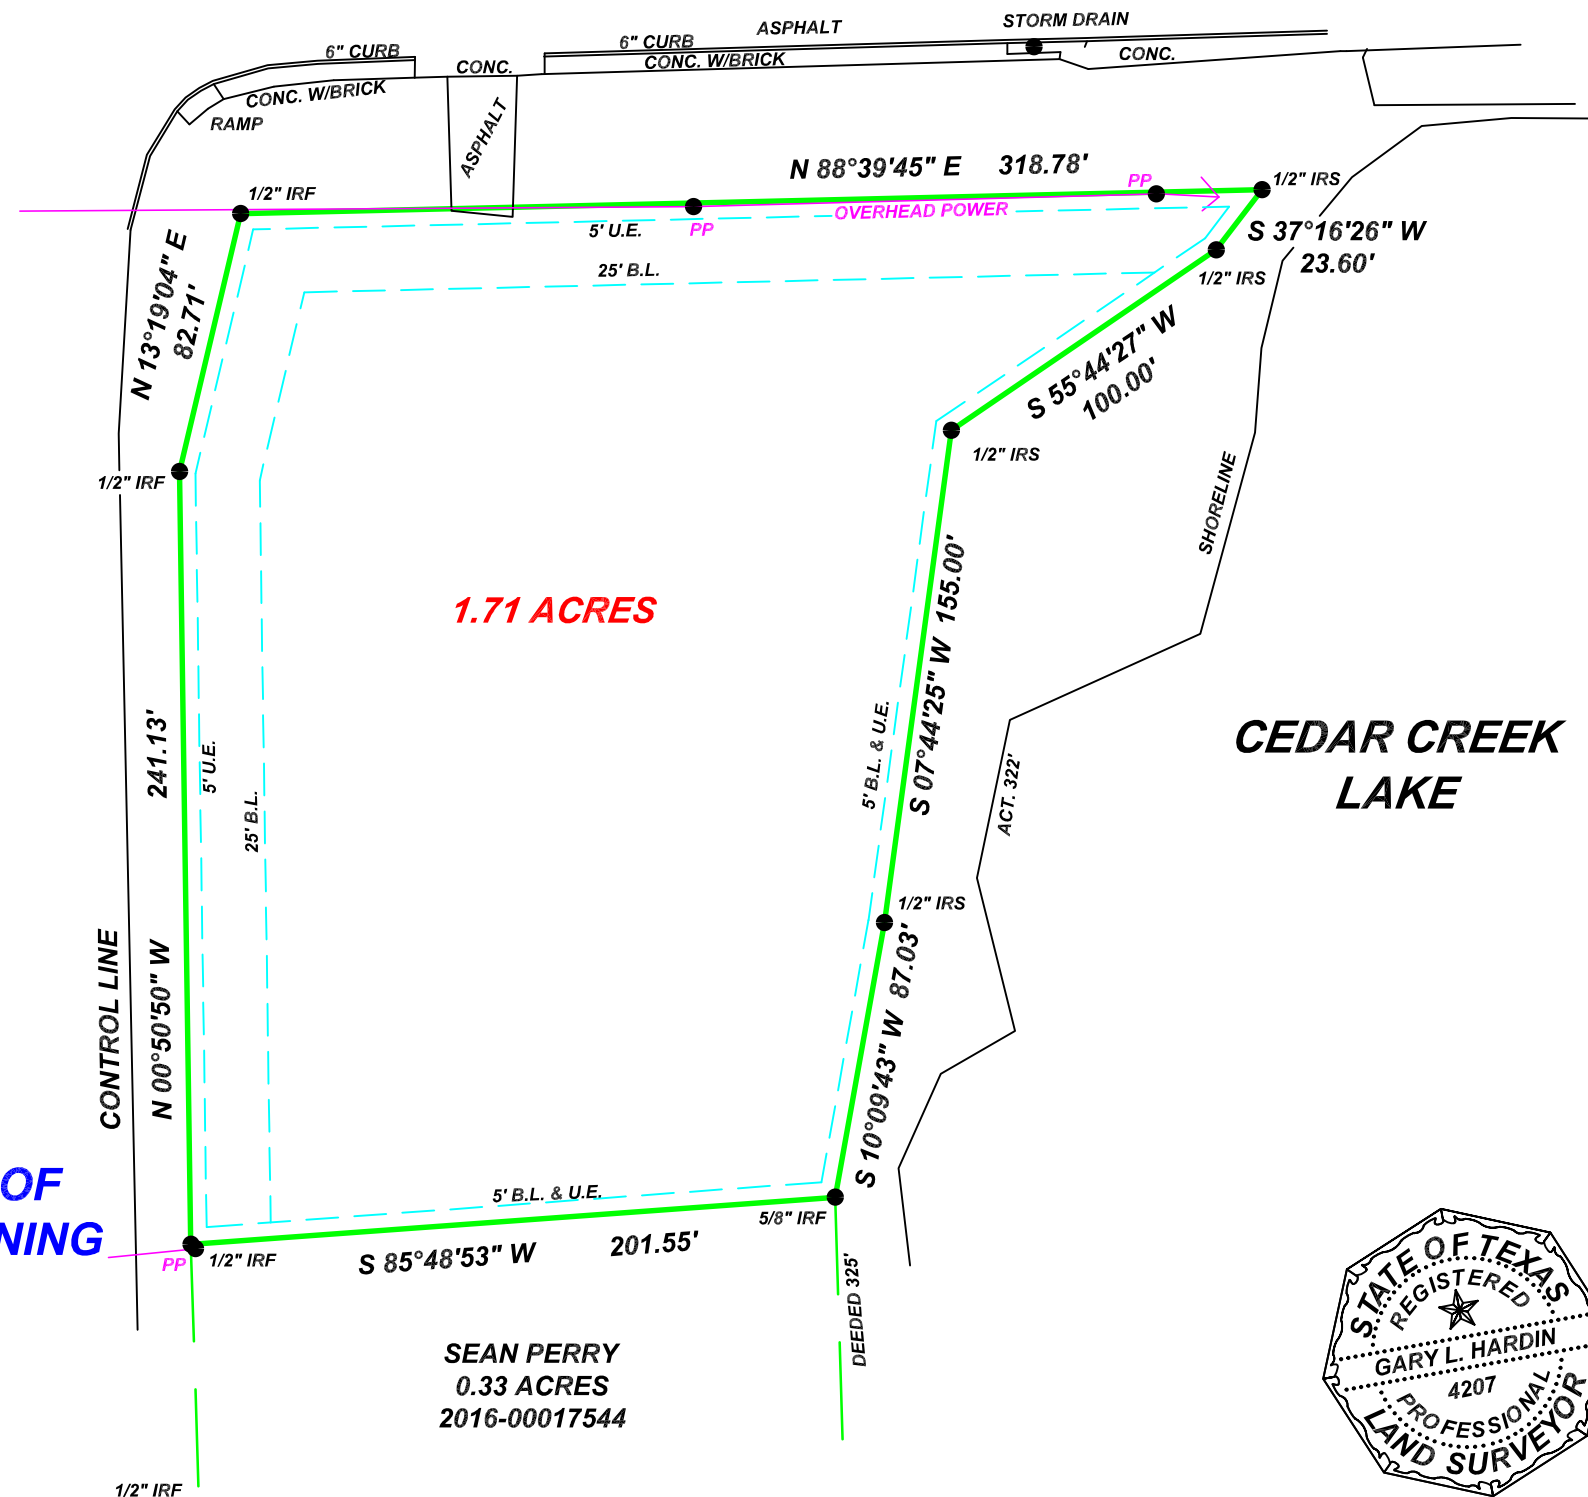 ASPHALT
STORM DRAIN
6" CURB
6" CURB
CONC.
CONC. W/BRICK
CONC.
CONC. W/BRICK
RAMP
ASPHALT
N 88°39'45" E 318.78'
PP
1/2" IRS
1/2" IRF
OVERHEAD POWER
PP
5' U.E.
25' B.L.
S 37°16'26" W
23.60'
1/2" IRS
N 13°19'04" E
82.71'
S 55°44'27" W
100.00'
1/2" IRS
1/2" IRF
SHORELINE
1.71 ACRES
S 07°44'25" W 155.00'
5' B.L. & U.E.
241.13'
5' U.E.
25' B.L.
ACT. 322'
CEDAR CREEK
LAKE
1/2" IRS
CONTROL LINE
N 00°50'50" W
S 10°09'43" W 87.03'
OF
NING
5' B.L. & U.E.
5/8" IRF
PP
1/2" IRF
S 85°48'53" W 201.55'
DEEDED 325'
SEAN PERRY
0.33 ACRES
2016-00017544
1/2" IRF
STATE OF TEXAS
REGISTERED
GARY L. HARDIN
4207
PROFESSIONAL
LAND SURVEYOR